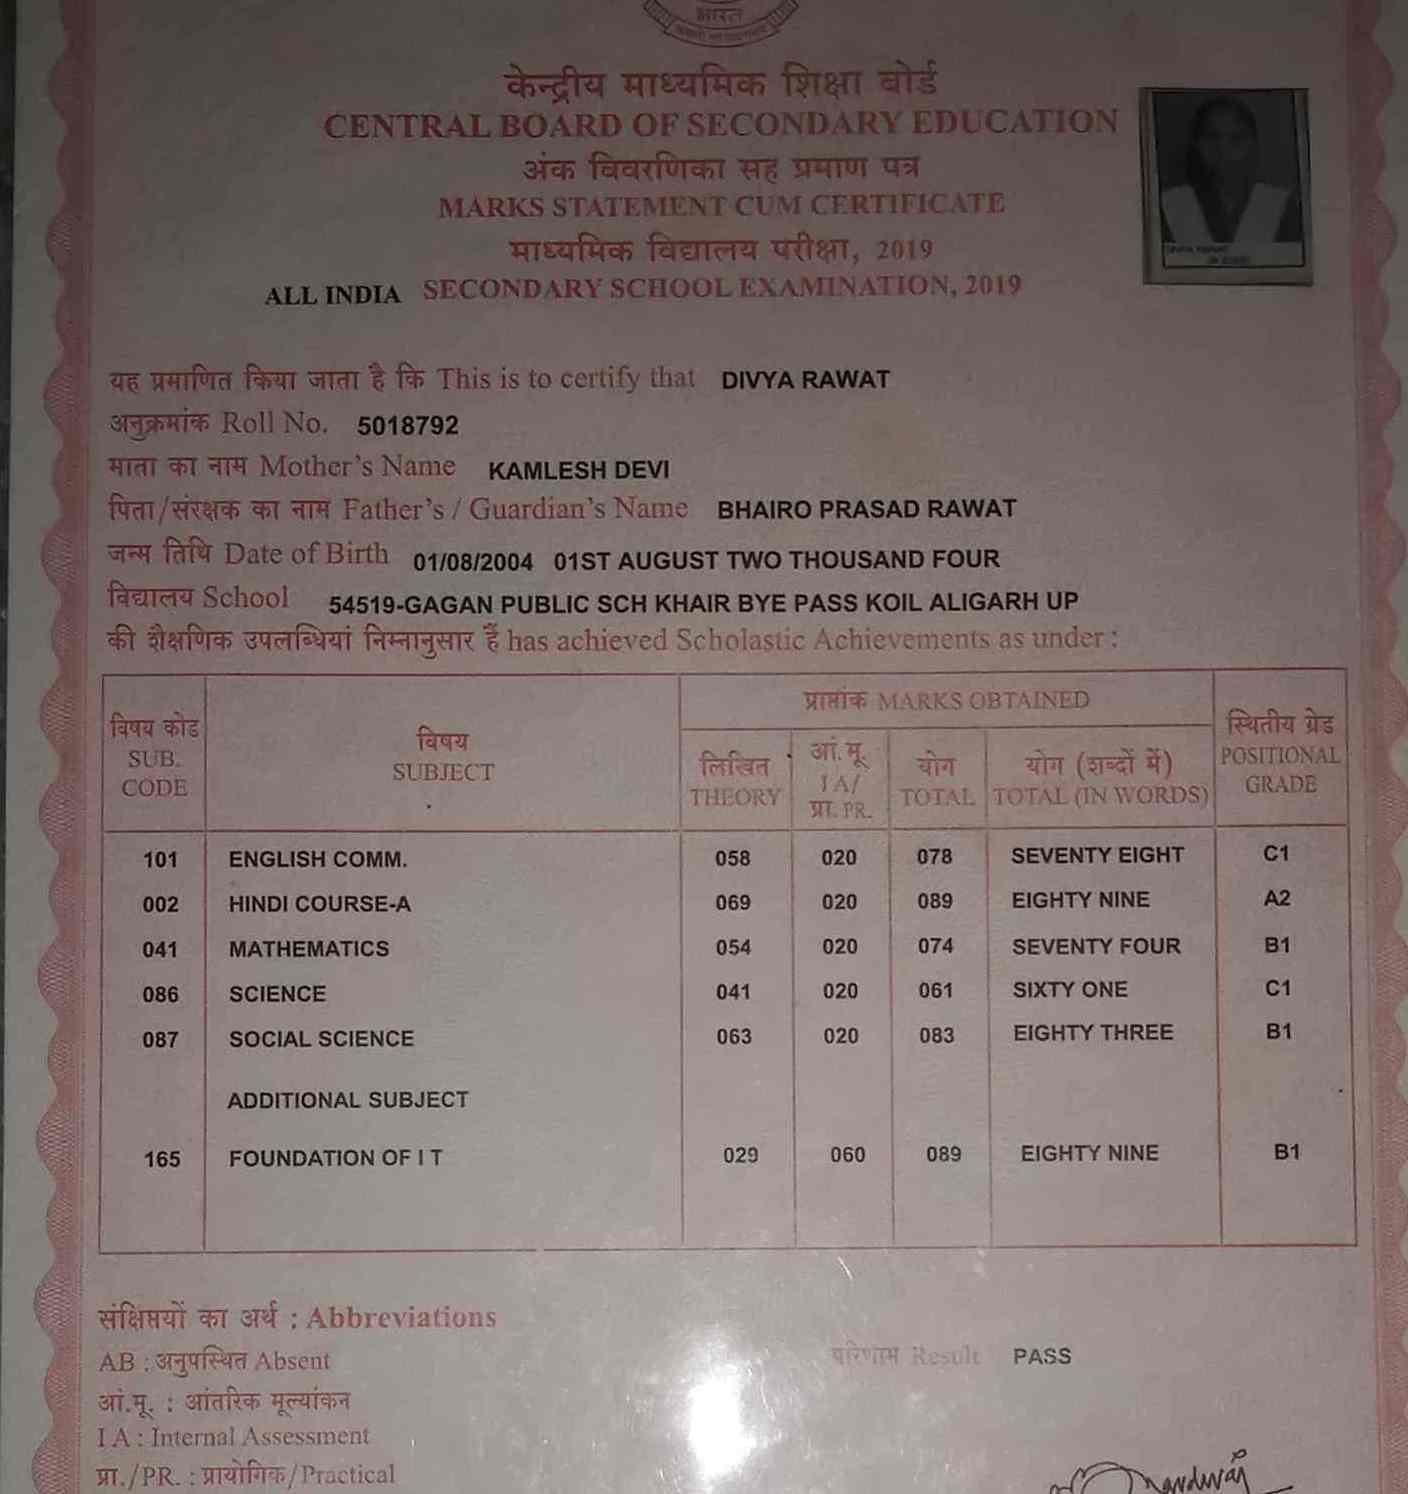 भारत
केन्द्रीय माध्यमिक शिक्षा बोर्ड
CENTRAL BOARD OF SECONDARY EDUCATION
अंक विवरणिका सह प्रमाण पत्र
MARKS STATEMENT CUM CERTIFICATE
माध्यमिक विद्यालय परीक्षा, 2019
ALL INDIA SECONDARY SCHOOL EXAMINATION, 2019
यह प्रमाणित किया जाता है कि This is to certify that DIVYA RAWAT
अनुक्रमांक Roll No. 5018792
माता का नाम Mother's Name KAMLESH DEVI
पिता/संरक्षक का नाम Father's / Guardian's Name BHAIRO PRASAD RAWAT
जन्म तिथि Date of Birth 01/08/2004 01ST AUGUST TWO THOUSAND FOUR
विद्यालय School 54519-GAGAN PUBLIC SCH KHAIR BYE PASS KOIL ALIGARH UP
की शैक्षणिक उपलब्धियां निम्नानुसार हैं has achieved Scholastic Achievements as under :
विषय कोड SUB. CODE
विषय SUBJECT
प्राप्तांक MARKS OBTAINED
लिखित THEORY
आं.मू. I A/ प्रा. PR.
योग TOTAL
योग (शब्दों में) TOTAL (IN WORDS)
स्थितीय ग्रेड POSITIONAL GRADE
101 ENGLISH COMM. 058 020 078 SEVENTY EIGHT C1
002 HINDI COURSE-A 069 020 089 EIGHTY NINE A2
041 MATHEMATICS 054 020 074 SEVENTY FOUR B1
086 SCIENCE 041 020 061 SIXTY ONE C1
087 SOCIAL SCIENCE 063 020 083 EIGHTY THREE B1
ADDITIONAL SUBJECT
165 FOUNDATION OF I T 029 060 089 EIGHTY NINE B1
संक्षिप्तियों का अर्थ : Abbreviations
AB : अनुपस्थित Absent
परिणाम Result PASS
आं.मू. : आंतरिक मूल्यांकन
I A : Internal Assessment
प्रा./PR. : प्रायोगिक/Practical